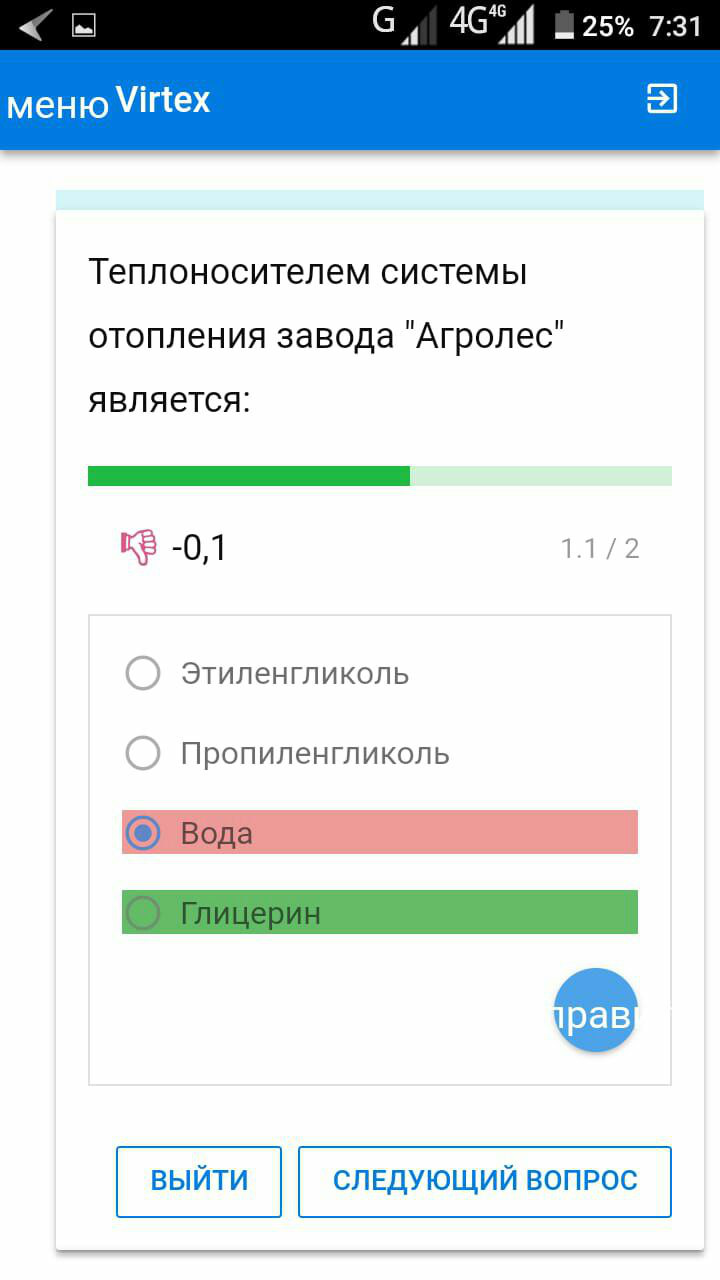 G 4G 4G 25% 7:31
меню Virtex
Теплоносителем системы
отопления завода "Агролес"
является:
-0,1 1.1 / 2
Этиленгликоль
Пропиленгликоль
Вода
Глицерин
ВЫЙТИ СЛЕДУЮЩИЙ ВОПРОС